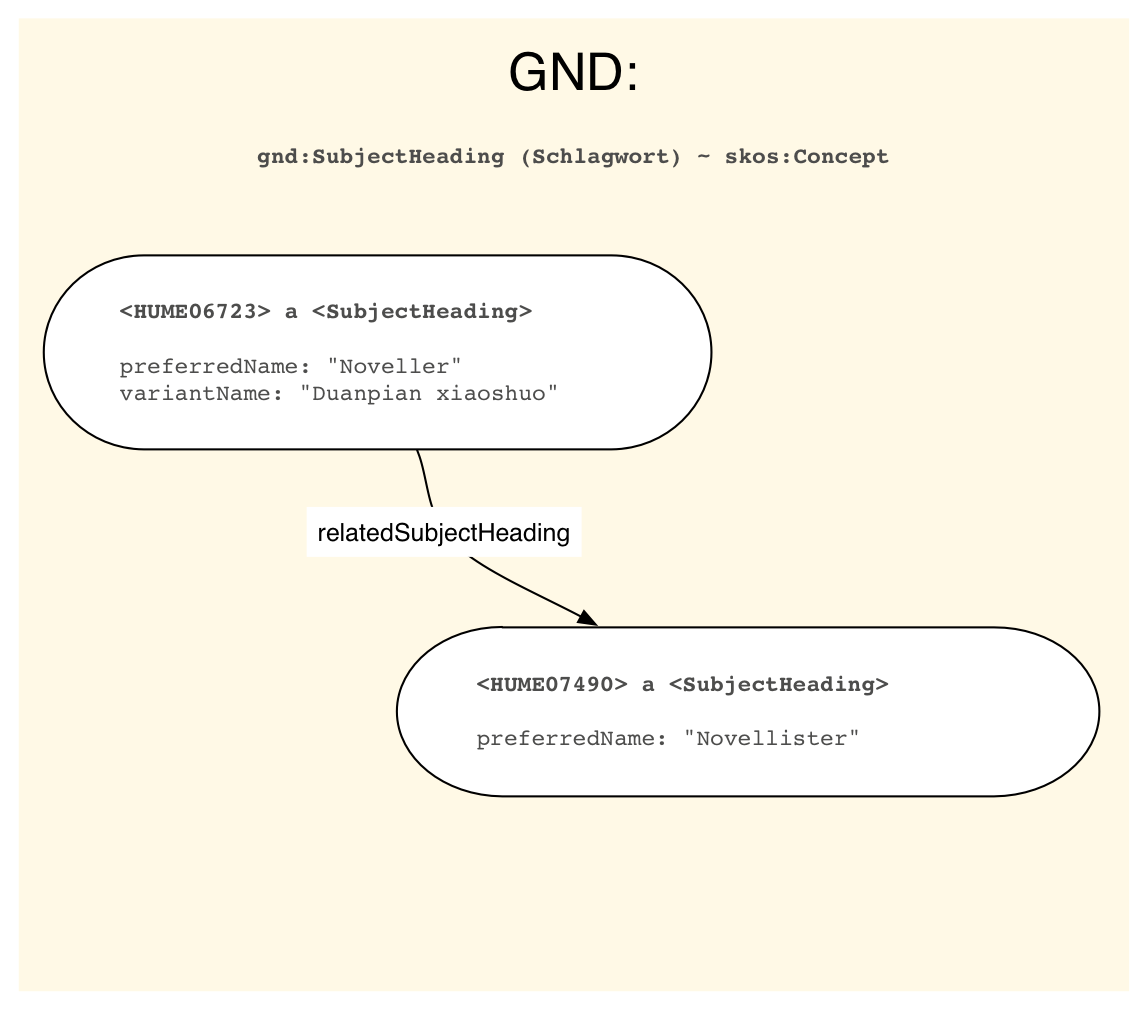 GND:
gnd:SubjectHeading (Schlagwort) ~ skos:Concept
<HUME06723> a <SubjectHeading>
preferredName: "Noveller"
variantName: "Duanpian xiaoshuo"
relatedSubjectHeading
<HUME07490> a <SubjectHeading>
preferredName: "Novellister"